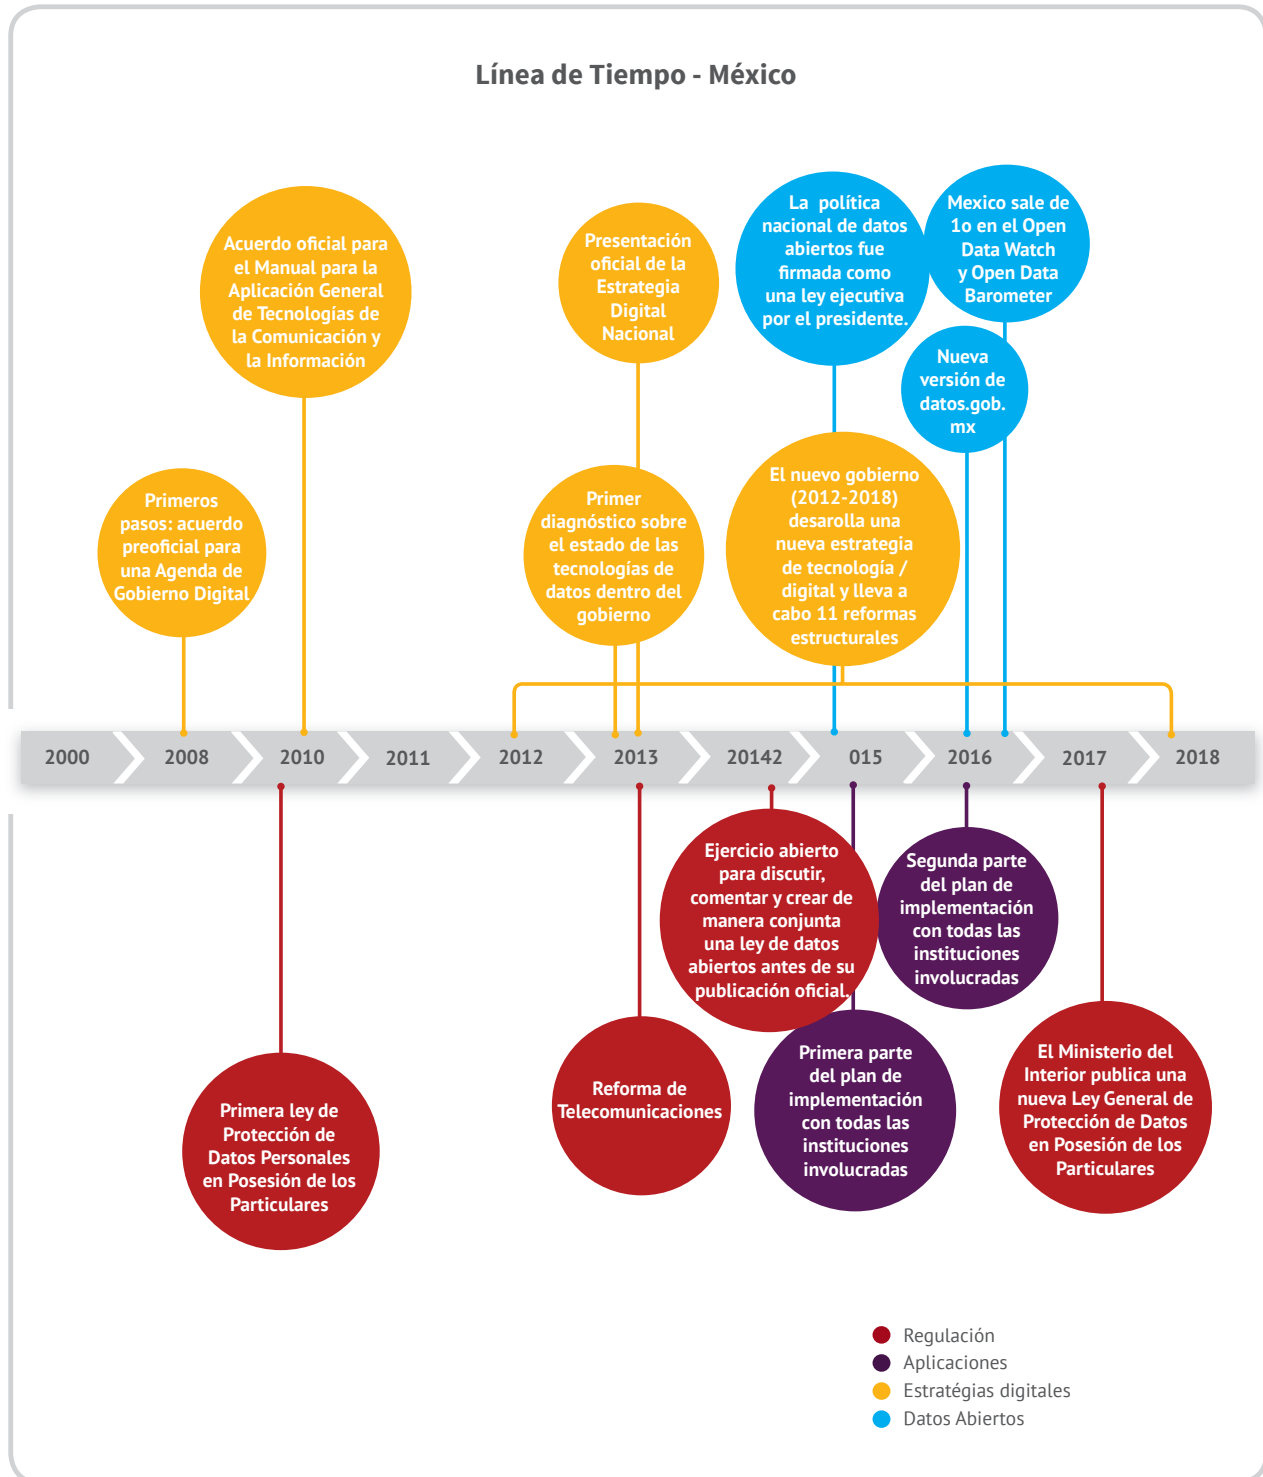 Línea de Tiempo - México
Acuerdo oficial para
el Manual para la
Aplicación General
de Tecnologías de
la Comunicación y
la Información
Presentación
oficial de la
Estrategia
Digital
Nacional
La política
nacional de datos
abiertos fue
firmada como
una ley ejecutiva
por el presidente.
Mexico sale de
1o en el Open
Data Watch
y Open Data
Barometer
Nueva
versión de
datos.gob.
mx
Primeros
pasos: acuerdo
preoficial para
una Agenda de
Gobierno Digital
Primer
diagnóstico sobre
el estado de las
tecnologías de
datos dentro del
gobierno
El nuevo gobierno
(2012-2018)
desarolla una
nueva estrategia
de tecnología /
digital y lleva a
cabo 11 reformas
estructurales
2000 2008 2010 2011 2012 2013 20142 015 2016 2017 2018
Ejercicio abierto
para discutir,
comentar y crear de
manera conjunta
una ley de datos
abiertos antes de su
publicación oficial.
Segunda parte
del plan de
implementación
con todas las
instituciones
involucradas
Primera ley de
Protección de
Datos Personales
en Posesión de los
Particulares
Reforma de
Telecomunicaciones
Primera parte
del plan de
implementación
con todas las
instituciones
involucradas
El Ministerio del
Interior publica una
nueva Ley General de
Protección de Datos
en Posesión de los
Particulares
Regulación
Aplicaciones
Estratégias digitales
Datos Abiertos